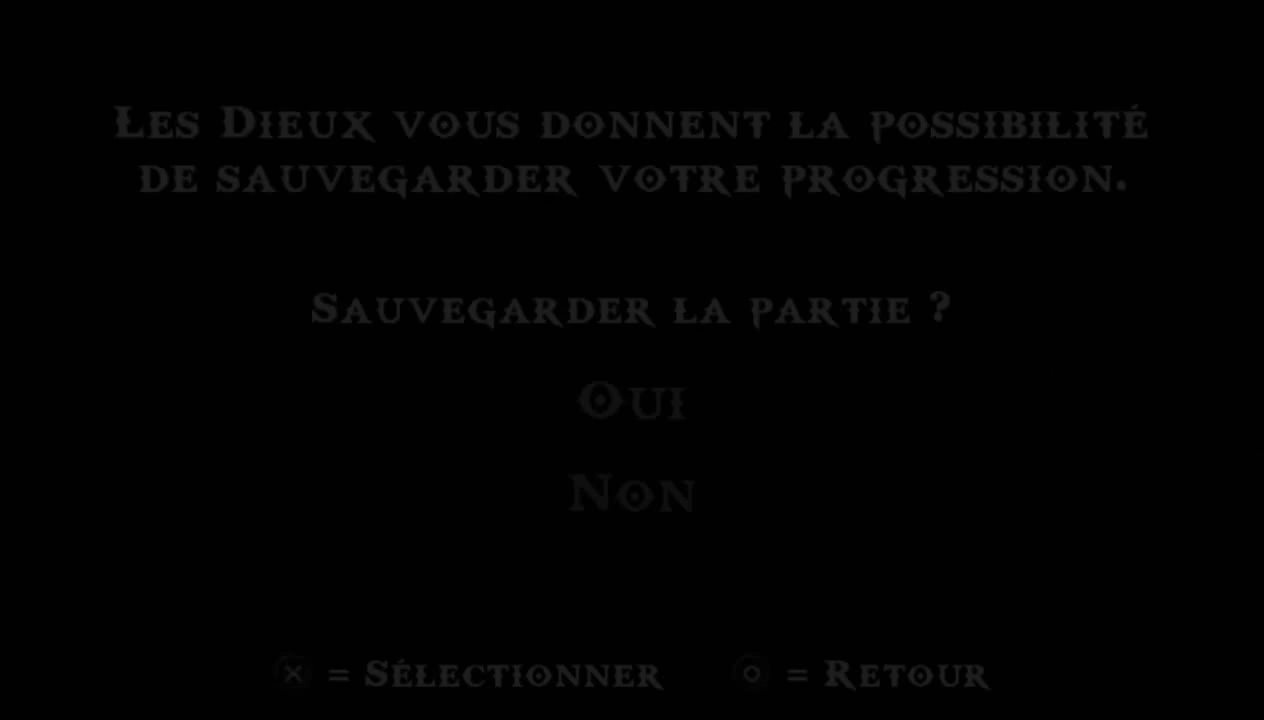 Les Dieux vous donnent la possibilité
de sauvegarder votre progression.
Sauvegarder la partie ?
Oui
Non
= Sélectionner = Retour